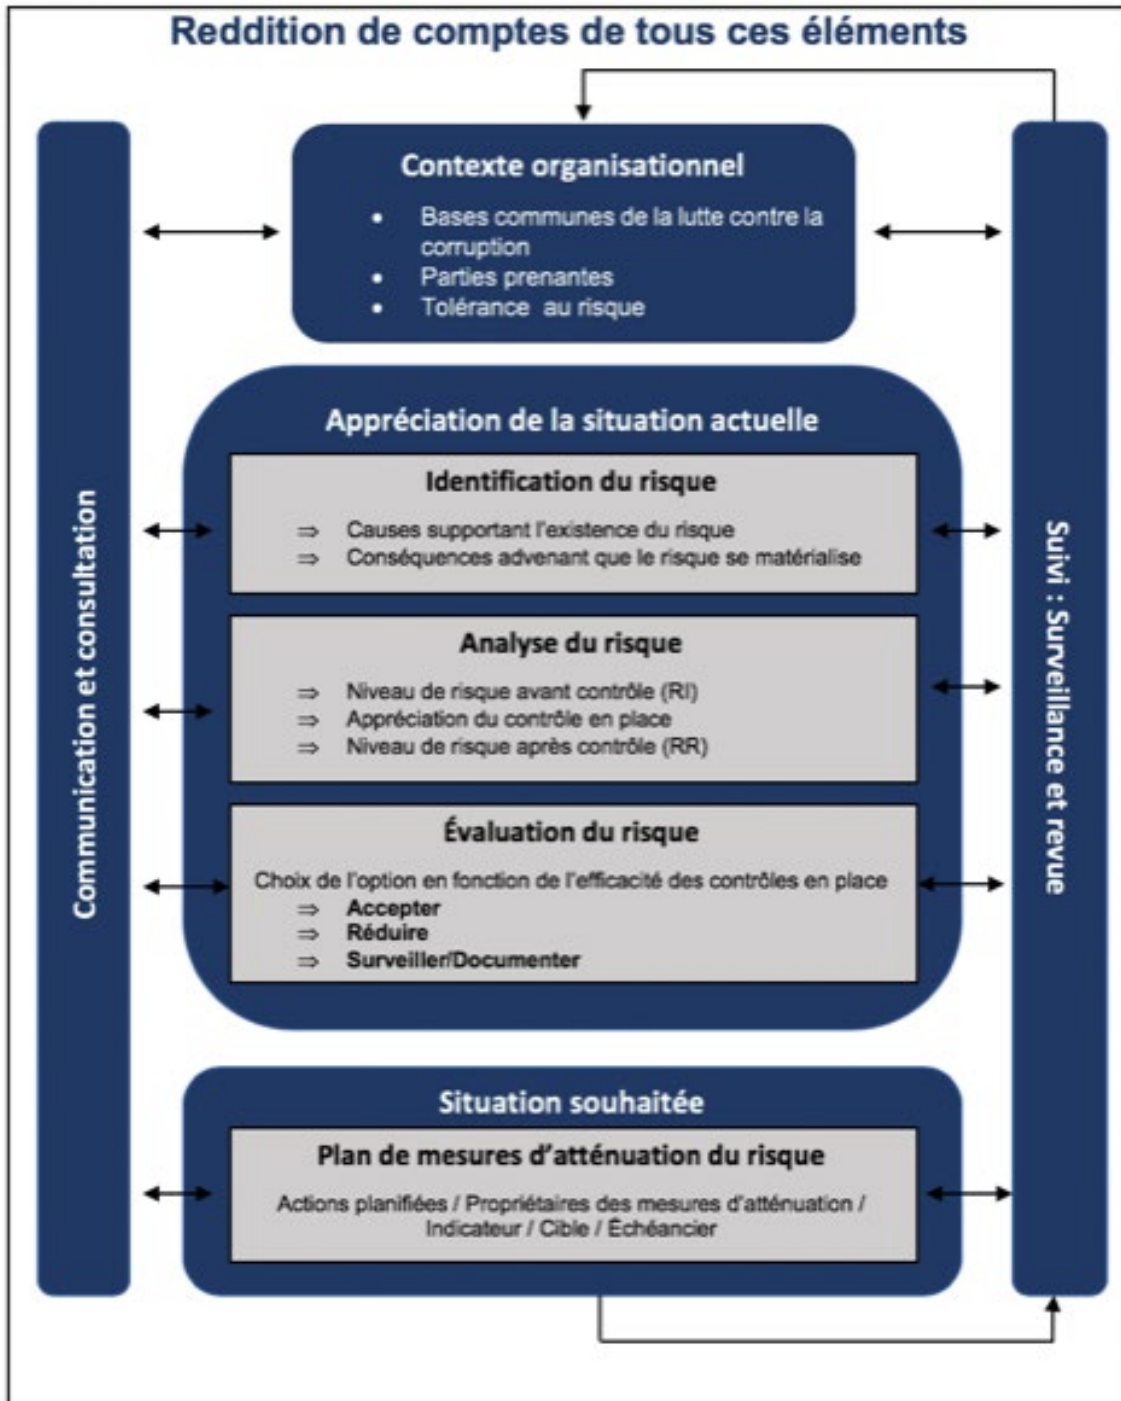 Reddition de comptes de tous ces éléments
Communication et consultation
Contexte organisationnel
• Bases communes de la lutte contre la
corruption
• Parties prenantes
• Tolérance au risque
Appréciation de la situation actuelle
Identification du risque
⇒ Causes supportant l'existence du risque
⇒ Conséquences advenant que le risque se matérialise
Analyse du risque
⇒ Niveau de risque avant contrôle (RI)
⇒ Appréciation du contrôle en place
⇒ Niveau de risque après contrôle (RR)
Évaluation du risque
Choix de l'option en fonction de l'efficacité des contrôles en place
⇒ Accepter
⇒ Réduire
⇒ Surveiller/Documenter
Situation souhaitée
Plan de mesures d'atténuation du risque
Actions planifiées / Propriétaires des mesures d'atténuation /
Indicateur / Cible / Échéancier
Suivi : Surveillance et revue